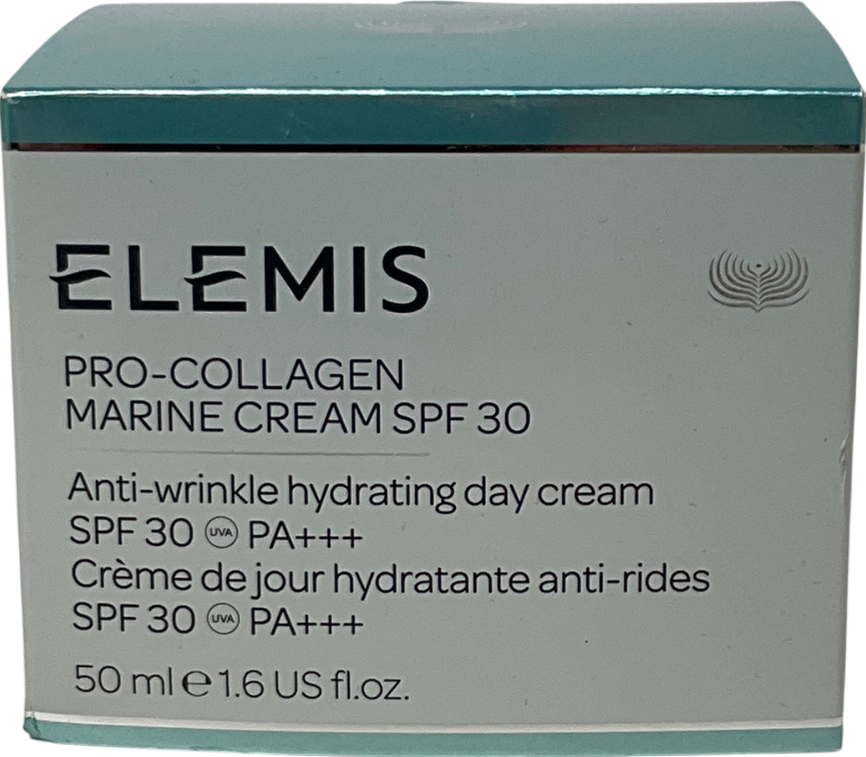 ELEMIS
PRO-COLLAGEN
MARINE CREAM SPF 30
Anti-wrinkle hydrating day cream
SPF 30 UVA PA+++
Crème de jour hydratante anti-rides
SPF 30 UVA PA+++
50 ml ℮ 1.6 US fl.oz.